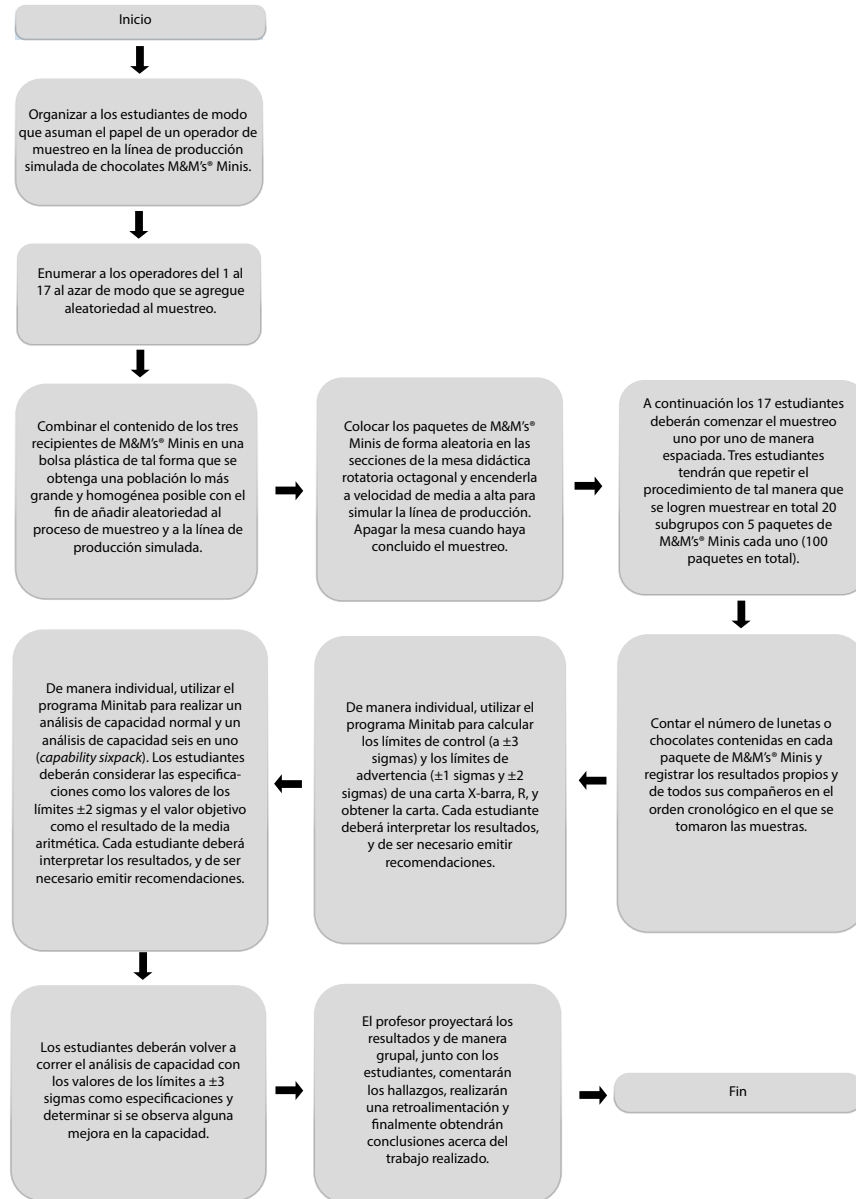 Inicio
Organizar a los estudiantes de modo
que asuman el papel de un operador de
muestreo en la línea de producción
simulada de chocolates M&M's® Minis.
Enumerar a los operadores del 1 al
17 al azar de modo que se agregue
aleatoriedad al muestreo.
Combinar el contenido de los tres
recipientes de M&M's® Minis en una
bolsa plástica de tal forma que se
obtenga una población lo más
grande y homogénea posible con el
fin de añadir aleatoriedad al
proceso de muestreo y a la línea de
producción simulada.
Colocar los paquetes de M&M's®
Minis de forma aleatoria en las
secciones de la mesa didáctica
rotatoria octagonal y encenderla
a velocidad de media a alta para
simular la línea de producción.
Apagar la mesa cuando haya
concluido el muestreo.
A continuación los 17 estudiantes
deberán comenzar el muestreo
uno por uno de manera
espaciada. Tres estudiantes
tendrán que repetir el
procedimiento de tal manera que
se logren muestrear en total 20
subgrupos con 5 paquetes de
M&M's® Minis cada uno (100
paquetes en total).
Contar el número de lunetas o
chocolates contenidas en cada
paquete de M&M's® Minis y
registrar los resultados propios y
de todos sus compañeros en el
orden cronológico en el que se
tomaron las muestras.
De manera individual, utilizar el
programa Minitab para calcular
los límites de control (a ±3
sigmas) y los límites de
advertencia (±1 sigmas y ±2
sigmas) de una carta X-barra, R, y
obtener la carta. Cada estudiante
deberá interpretar los resultados,
y de ser necesario emitir
recomendaciones.
De manera individual, utilizar el
programa Minitab para realizar un
análisis de capacidad normal y un
análisis de capacidad seis en uno
(capability sixpack). Los estudiantes
deberán considerar las especifica-
ciones como los valores de los
límites ±2 sigmas y el valor objetivo
como el resultado de la media
aritmética. Cada estudiante deberá
interpretar los resultados, y de ser
necesario emitir recomendaciones.
Los estudiantes deberán volver a
correr el análisis de capacidad con
los valores de los límites a ±3
sigmas como especificaciones y
determinar si se observa alguna
mejora en la capacidad.
El profesor proyectará los
resultados y de manera
grupal, junto con los
estudiantes, comentarán
los hallazgos, realizarán
una retroalimentación y
finalmente obtendrán
conclusiones acerca del
trabajo realizado.
Fin